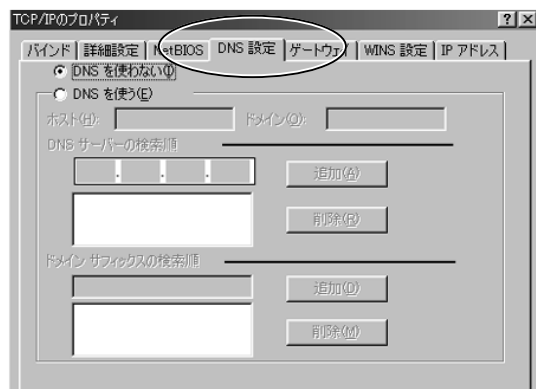 TCP/IPのプロパティ
バインド 詳細設定 NetBIOS DNS 設定 ゲートウェイ WINS 設定 IP アドレス
DNS を使わない(I)
DNS を使う(E)
ホスト(H): ドメイン(O):
DNS サーバーの検索順
追加(A)
削除(R)
ドメイン サフィックスの検索順
追加(D)
削除(M)